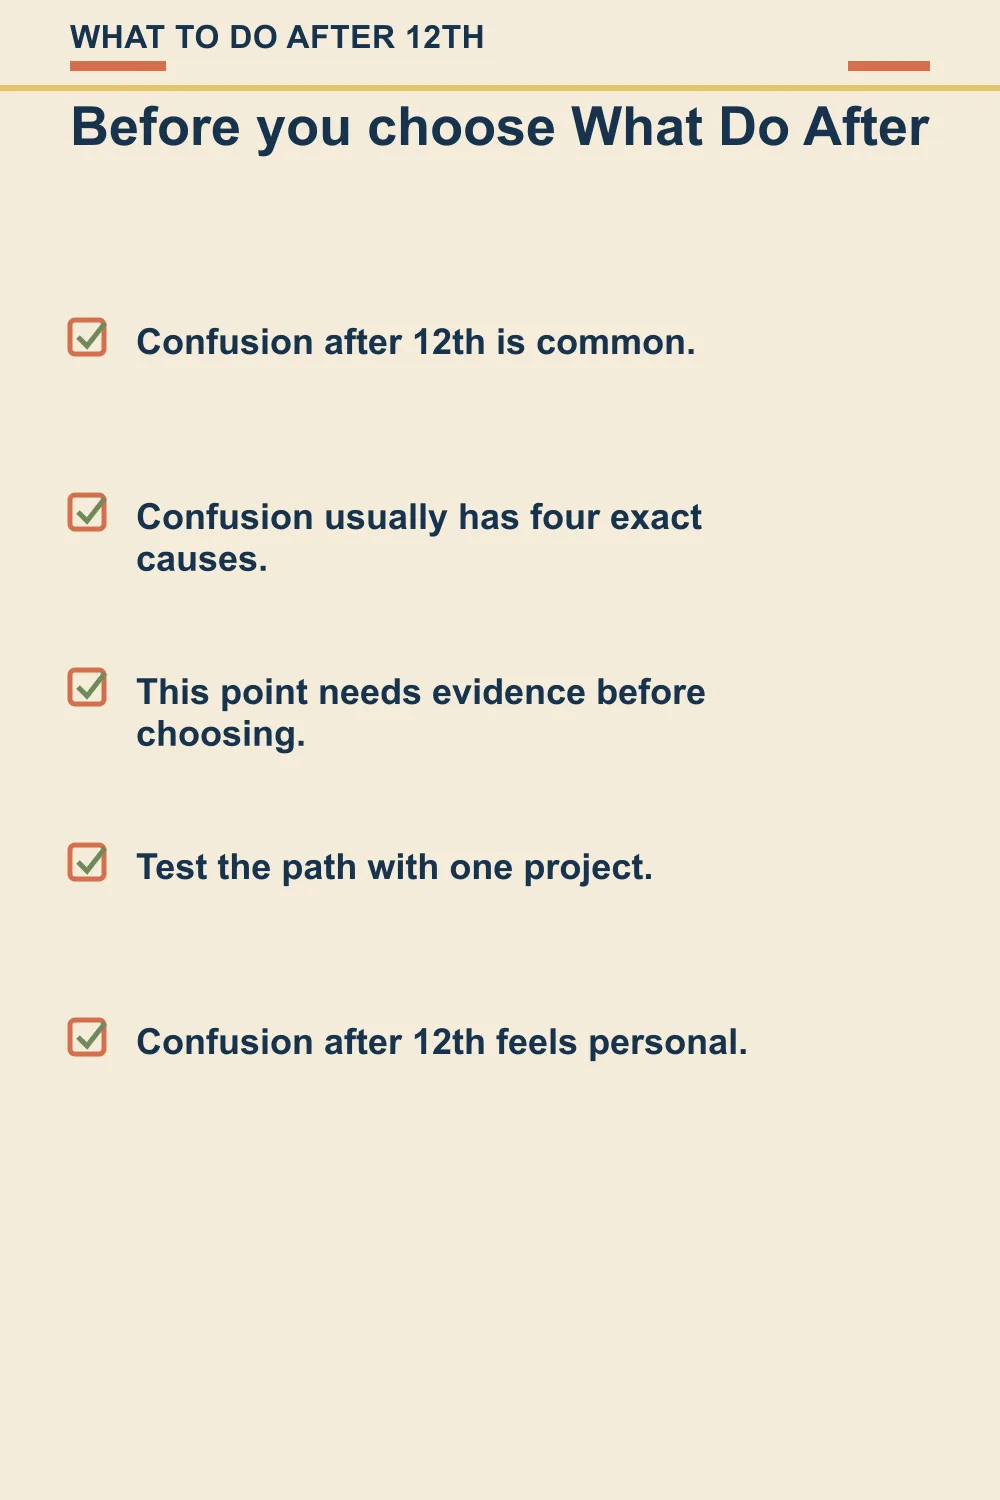 WHAT TO DO AFTER 12TH
Before you choose What Do After
Confusion after 12th is common.
Confusion usually has four exact
causes.
This point needs evidence before
choosing.
Test the path with one project.
Confusion after 12th feels personal.